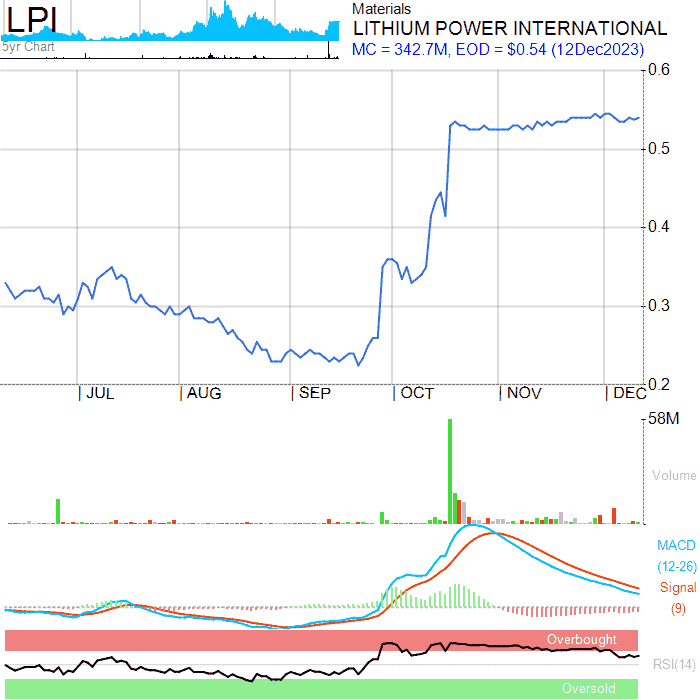 LPI
5yr Chart
Materials
LITHIUM POWER INTERNATIONAL
MC = 342.7M, EOD = $0.54 (12Dec2023)
0.6
0.5
0.4
0.3
0.2
JUL
AUG
SEP
OCT
NOV
DEC
58M
Volume
MACD
(12-26)
Signal
(9)
Overbought
RSI(14)
Oversold